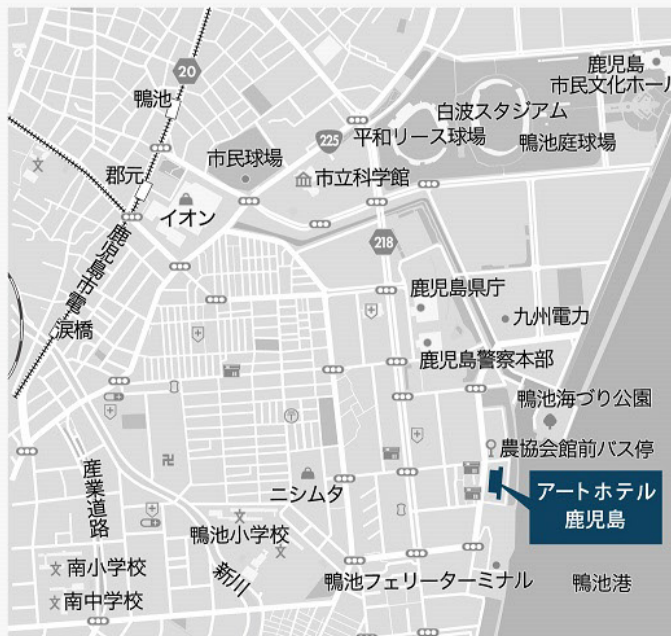 鹿児島
市民文化ホール
20
鴨池
白波スタジアム
225
平和リース球場
鴨池庭球場
市民球場
市立科学館
郡元
イオン
218
鹿児島市電
鹿児島県庁
九州電力
涙橋
鹿児島警察本部
鴨池海づり公園
農協会館前バス停
産業道路
ニシムタ
アートホテル
鹿児島
鴨池小学校
南小学校
新川
鴨池フェリーターミナル
鴨池港
南中学校